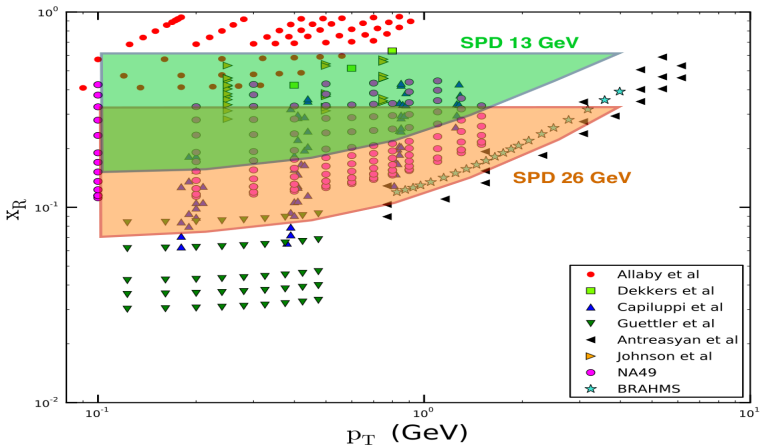 10⁰
SPD 13 GeV
x_R
10⁻¹
SPD 26 GeV
Allaby et al
Dekkers et al
Capiluppi et al
Guettler et al
Antreasyan et al
Johnson et al
NA49
BRAHMS
10⁻²
10⁻¹ 10⁰ 10¹
p_T (GeV)